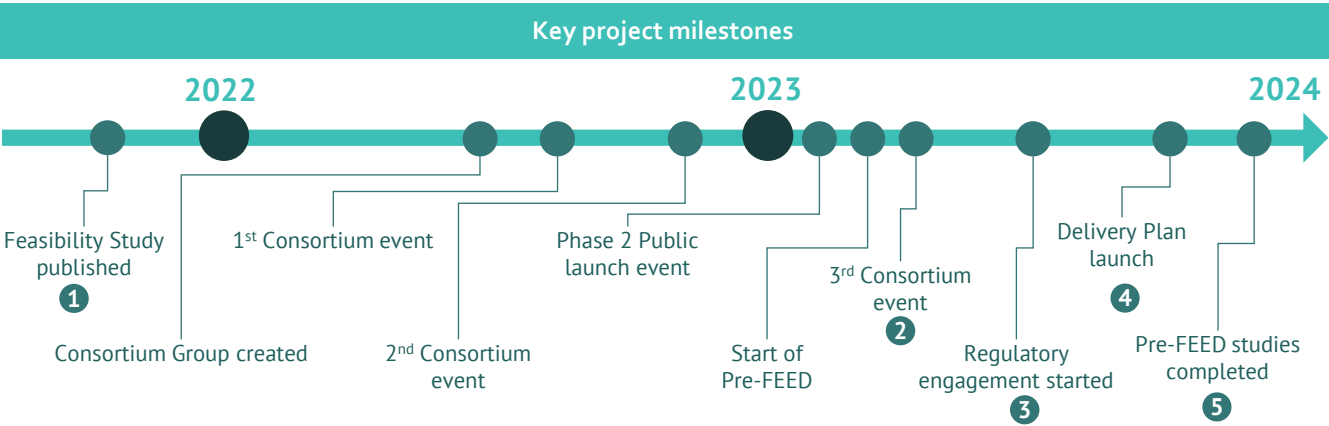 Key project milestones
2022
2023
2024
Feasibility Study
published
1
Consortium Group created
1st Consortium event
2nd Consortium
event
Phase 2 Public
launch event
Start of
Pre-FEED
3rd Consortium
event
2
Regulatory
engagement started
3
Delivery Plan
launch
4
Pre-FEED studies
completed
5